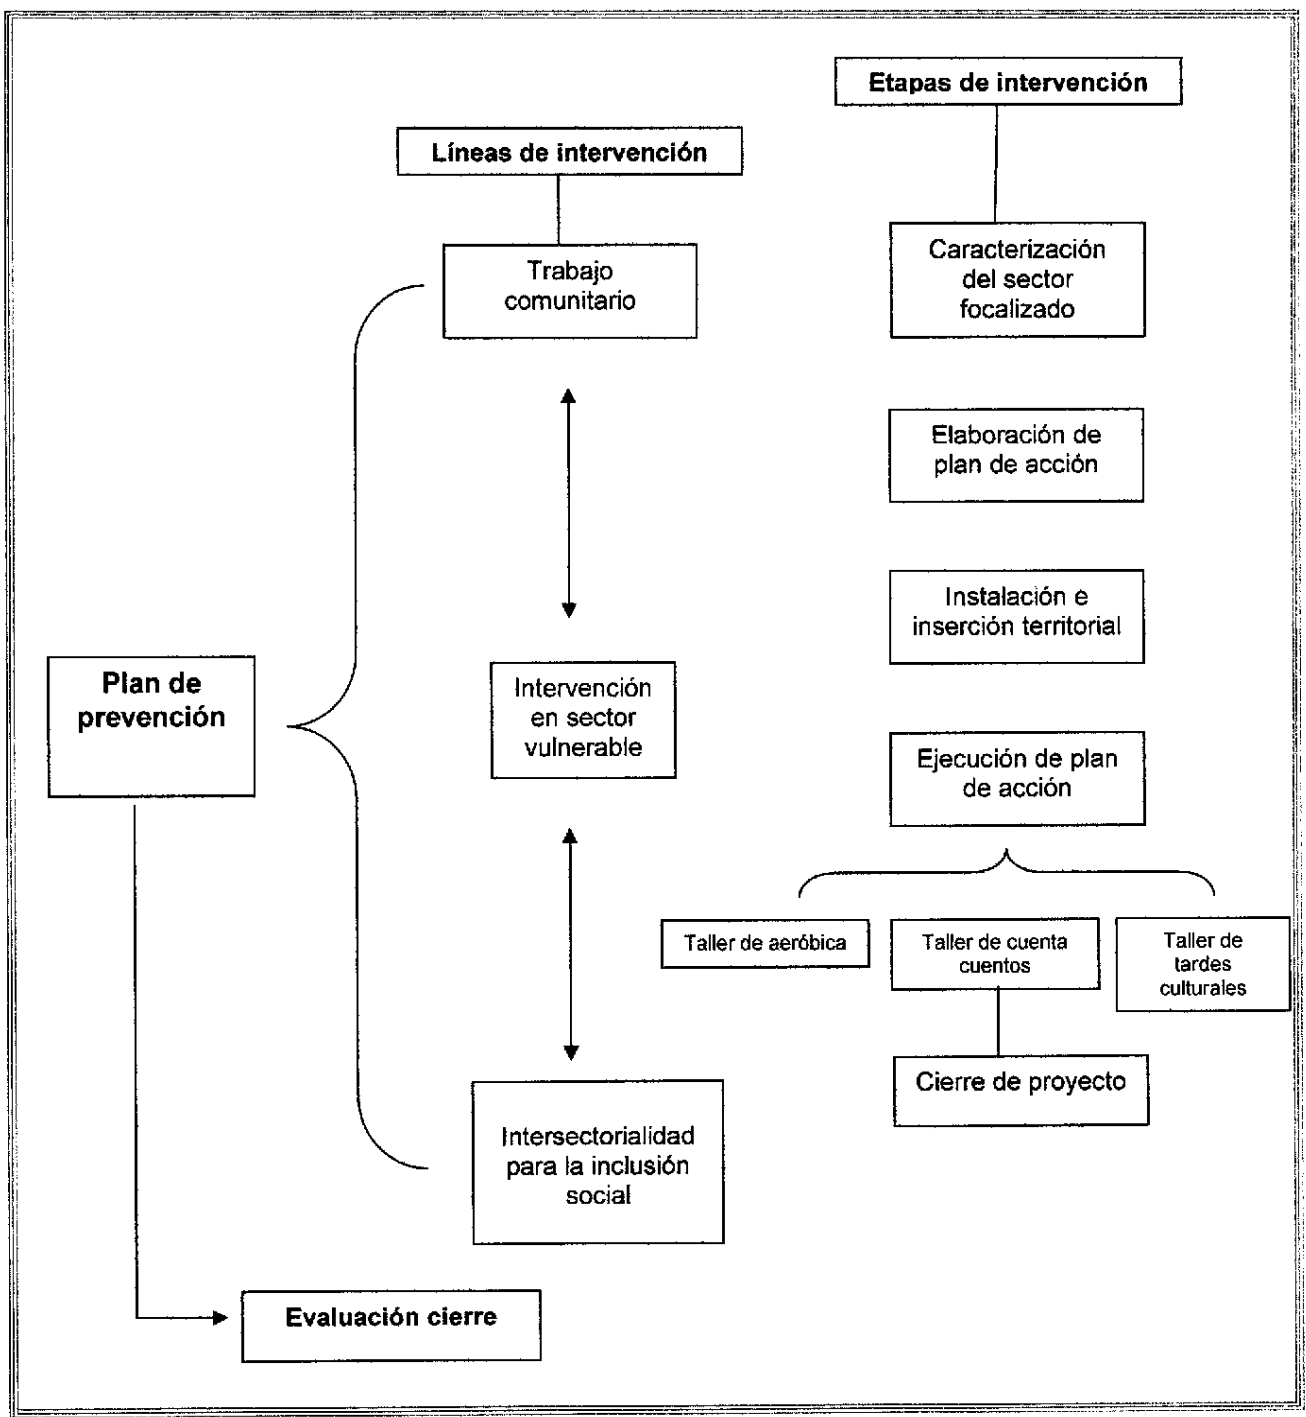 Etapas de intervención
Líneas de intervención
Trabajo
comunitario
Caracterización
del sector
focalizado
Elaboración de
plan de acción
Instalación e
inserción territorial
Plan de
prevención
Intervención
en sector
vulnerable
Ejecución de plan
de acción
Taller de aeróbica
Taller de cuenta
cuentos
Taller de
tardes
culturales
Cierre de proyecto
Intersectorialidad
para la inclusión
social
Evaluación cierre